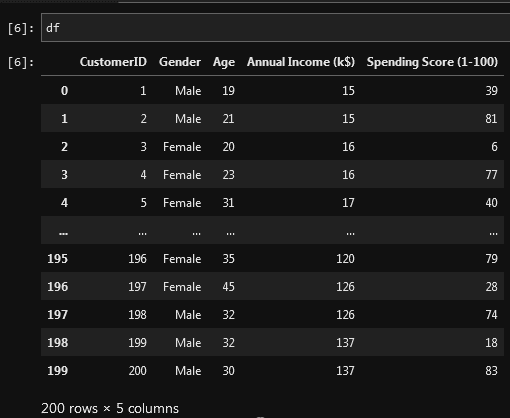 [6]: df
[6]: CustomerID Gender Age Annual Income (k$) Spending Score (1-100)
0 1 Male 19 15 39
1 2 Male 21 15 81
2 3 Female 20 16 6
3 4 Female 23 16 77
4 5 Female 31 17 40
... ... ... ... ... ...
195 196 Female 35 120 79
196 197 Female 45 126 28
197 198 Male 32 126 74
198 199 Male 32 137 18
199 200 Male 30 137 83
200 rows × 5 columns